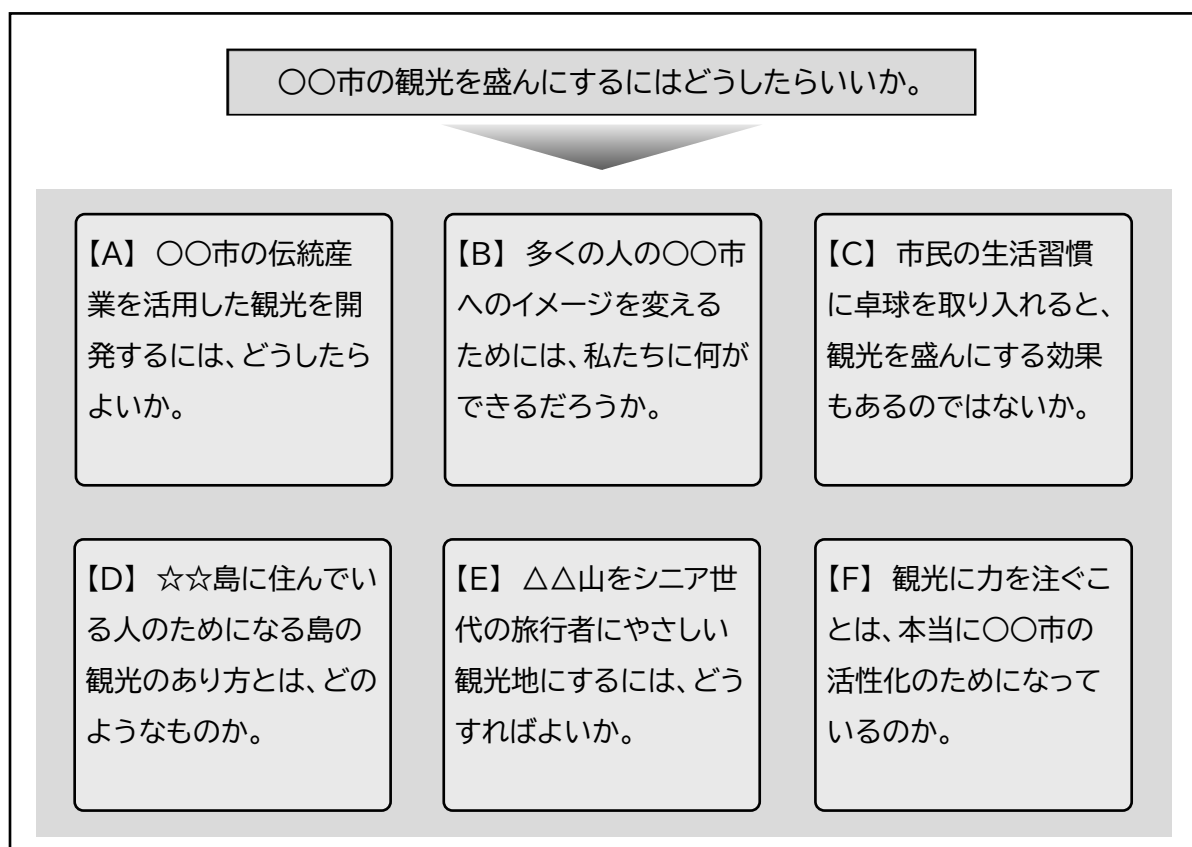 〇〇市の観光を盛んにするにはどうしたらいいか。
【A】 〇〇市の伝統産
業を活用した観光を開
発するには、どうしたら
よいか。
【B】 多くの人の〇〇市
へのイメージを変える
ためには、私たちに何が
できるだろうか。
【C】 市民の生活習慣
に卓球を取り入れると、
観光を盛んにする効果
もあるのではないか。
【D】 ☆☆島に住んでい
る人のためになる島の
観光のあり方とは、どの
ようなものか。
【E】 △△山をシニア世
代の旅行者にやさしい
観光地にするには、どう
すればよいか。
【F】 観光に力を注ぐこ
とは、本当に〇〇市の
活性化のためになって
いるのか。